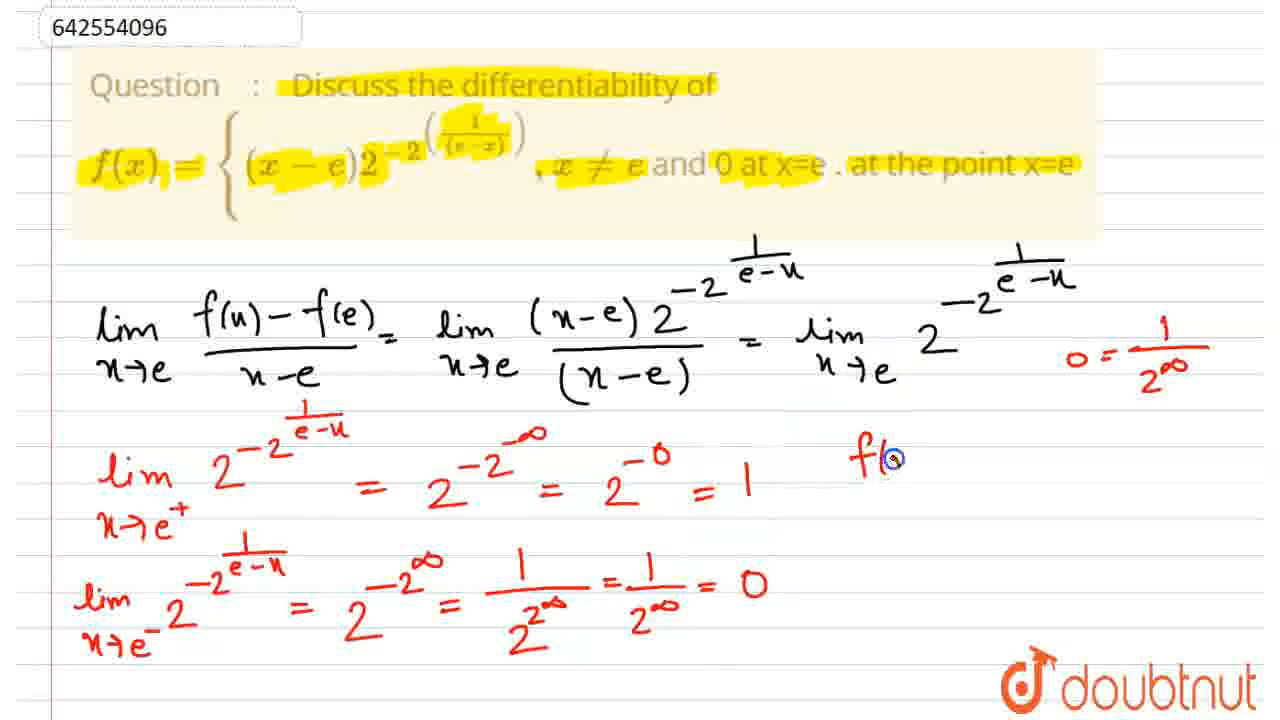 642554096
Question : Discuss the differentiability of
f(x), = { (x − e)2^{−2^{(1/(e−x))}} , x ≠ e and 0 at x=e . at the point x=e
lim_{x→e} (f(x) − f(e))/(x−e) = lim_{x→e} ((x−e) 2^{−2^{1/(e−x)}})/(x−e) = lim_{x→e} 2^{−2^{1/(e−x)}}
0 = 1/2^∞
lim_{x→e⁺} 2^{−2^{1/(e−x)}} = 2^{−2^{−∞}} = 2^{−0} = 1 f(
lim_{x→e⁻} 2^{−2^{1/(e−x)}} = 2^{−2^∞} = 1/2^{2^∞} = 1/2^∞ = 0
doubtnut